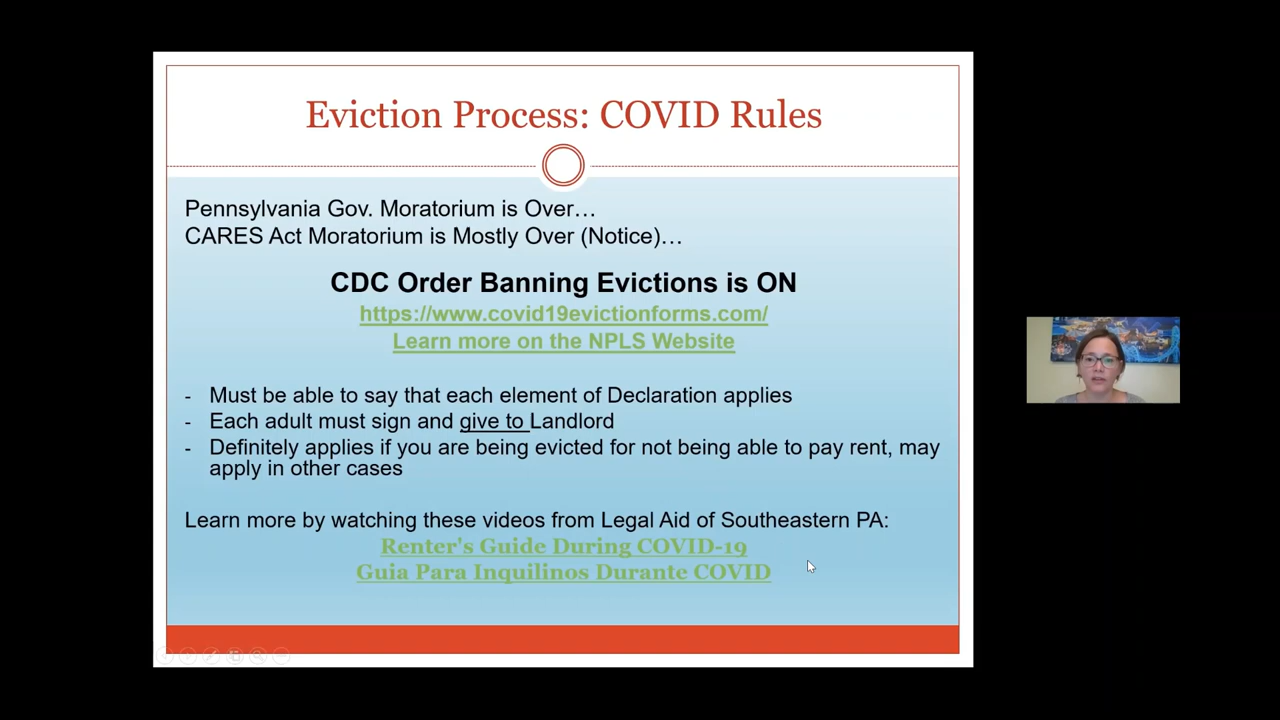 Eviction Process: COVID Rules
Pennsylvania Gov. Moratorium is Over…
CARES Act Moratorium is Mostly Over (Notice)…
CDC Order Banning Evictions is ON
https://www.covid19evictionforms.com/
Learn more on the NPLS Website
- Must be able to say that each element of Declaration applies
- Each adult must sign and give to Landlord
- Definitely applies if you are being evicted for not being able to pay rent, may
apply in other cases
Learn more by watching these videos from Legal Aid of Southeastern PA:
Renter's Guide During COVID-19
Guia Para Inquilinos Durante COVID